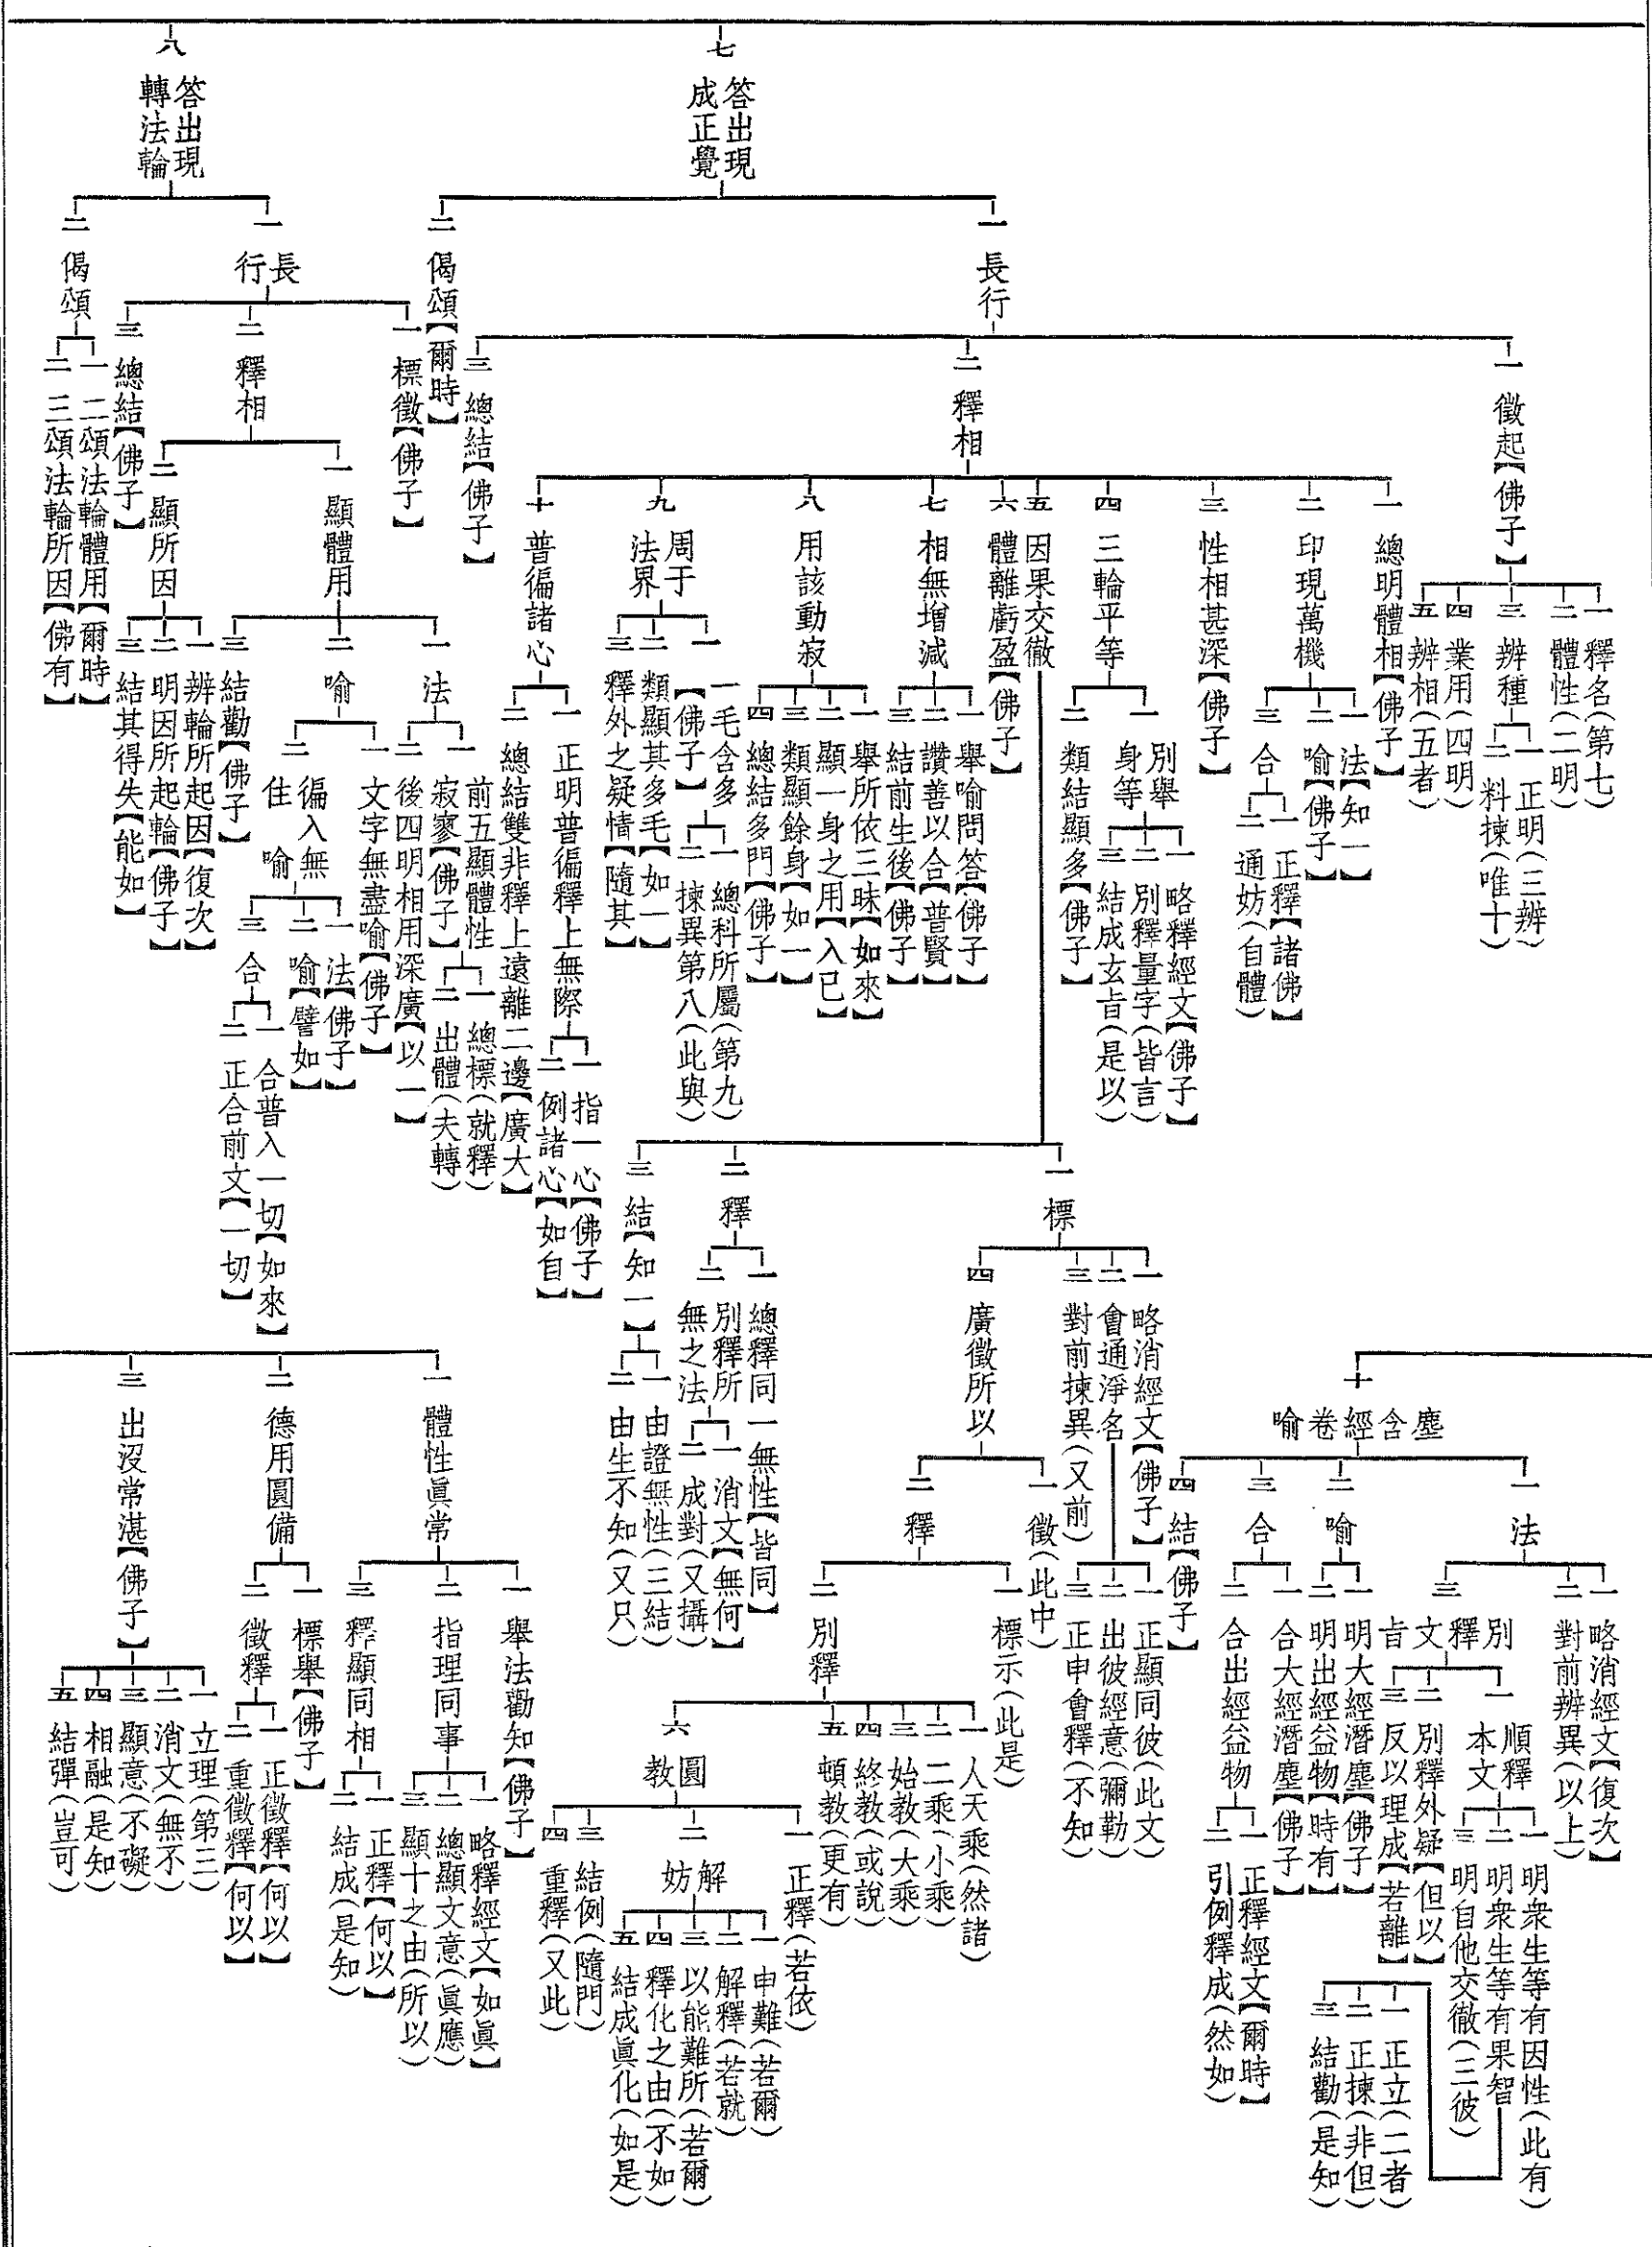 七 答出現成正覺
一 長行
一 徵起【佛子】
一 釋名(第七)
二 體性(二明)
三 辨種
一 正明(三辨)
二 料揀(唯十)
四 業用(四明)
五 辨相(五者)
二 釋相
一 總明體相【佛子】
二 印現萬機
一 法【知一】
二 喻【佛子】
三 合
一 正釋【諸佛】
二 通妨(自體)
三 性相甚深【佛子】
四 三輪平等
一 別舉身等
一 略釋經文【佛子】
二 別釋量字(皆言)
三 結成玄旨(是以)
二 類結顯多【佛子】
五 因果交徹
一 標
一 略消經文【佛子】
二 會通淨名
一 正顯同彼(此文)
二 出彼經意(彌勒)
三 正申會釋(不知)
三 對前揀異(又前)
四 廣徵所以
一 徵(此中)
二 釋
一 標示(此是)
二 別釋
一 人天乘(然諸)
二 二乘(小乘)
三 始教(大乘)
四 終教(或說)
五 頓教(更有)
六 圓教
一 正釋(若依)
二 解妨
一 申難(若爾)
二 解釋(若就)
三 以能難所(若爾)
四 釋化之由(不如)
五 結成眞化(如是)
三 結例(隨門)
四 重釋(又此)
二 釋
一 總釋同一無性【皆同】
二 別釋所無之法
一 消文【無何】
二 成對(又攝)
三 結【知一】
一 由證無性(三結)
二 由生不知(又只)
六 體離虧盈【佛子】
七 相無增減
一 舉喻問答【佛子】
二 讚善以合【普賢】
三 結前生後【佛子】
八 用該動寂
一 舉所依三昧【如來】
二 顯一身之用【入已】
三 類顯餘身【如一】
四 總結多門【佛子】
九 周于法界
一 一毛含多【佛子】
一 總科所屬(第九)
二 揀異第八(此與)
二 類顯其多毛【如一】
三 釋外之疑情【隨其】
十 普徧諸心
一 正明普徧釋上無際
一 指一心【佛子】
二 例諸心【如自】
二 總結雙非釋上遠離二邊【廣大】
三 總結【佛子】
二 偈頌【爾時】
八 答出現轉法輪
一 長行
一 標徵【佛子】
二 釋相
一 顯體用
一 法
一 前五顯體性寂寥【佛子】
一 總標(就釋)
二 出體(夫轉)
二 後四明相用深廣【以一】
二 喻
一 文字無盡喻【佛子】
二 徧入無住喻
一 法【佛子】
二 喻【譬如】
三 合
一 合普入一切【如來】
二 正合前文【一切】
三 結勸【佛子】
二 顯所因
一 辨輪所起因【復次】
二 明因所起輪【佛子】
三 結其得失【能如】
三 總結【佛子】
二 偈頌
一 二頌法輪體用【爾時】
二 三頌法輪所因【佛有】
十 塵含經卷喻
一 法
一 略消經文【復次】
二 對前辨異(以上)
三 別釋文旨
一 順釋本文
一 明衆生等有因性(此有)
二 明衆生等有果智
一 正立(二者)
二 正揀(非但)
三 結勸(是知)
三 明自他交徹(三彼)
二 別釋外疑【但以】
三 反以理成【若離】
二 喻
一 明大經潛塵【佛子】
二 明出經益物【時有】
三 合
一 合大經潛塵【佛子】
二 合出經益物
一 正釋經文【爾時】
二 引例釋成(然如)
四 結【佛子】
一 體性眞常
一 舉法勸知【佛子】
二 指理同事
一 略釋經文【如眞】
二 總顯文意(眞應)
三 顯十之由(所以)
三 釋顯同相
一 正釋【何以】
二 結成(是知)
二 德用圓備
一 標舉【佛子】
二 徵釋
一 正徵釋【何以】
二 重徵釋【何以】
三 出沒常湛【佛子】
一 立理(第三)
二 消文(無不)
三 顯意(不礙)
四 相融(是知)
五 結彈(豈可)